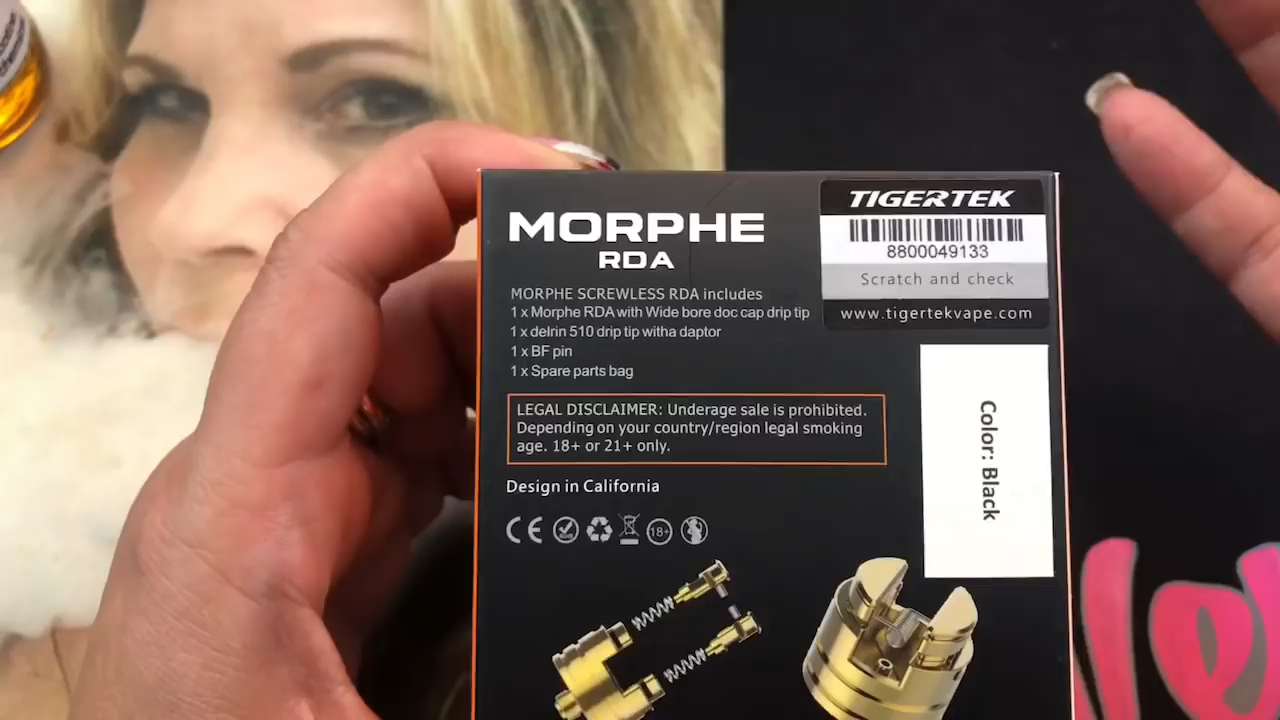 MORPHE
RDA
MORPHE SCREWLESS RDA includes
1 x Morphe RDA with Wide bore doc cap drip tip
1 x delrin 510 drip tip witha daptor
1 x BF pin
1 x Spare parts bag
LEGAL DISCLAIMER: Underage sale is prohibited.
Depending on your country/region legal smoking
age. 18+ or 21+ only.
Design in California
CE
18+
TIGERTEK
8800049133
Scratch and check
www.tigertekvape.com
Color: Black